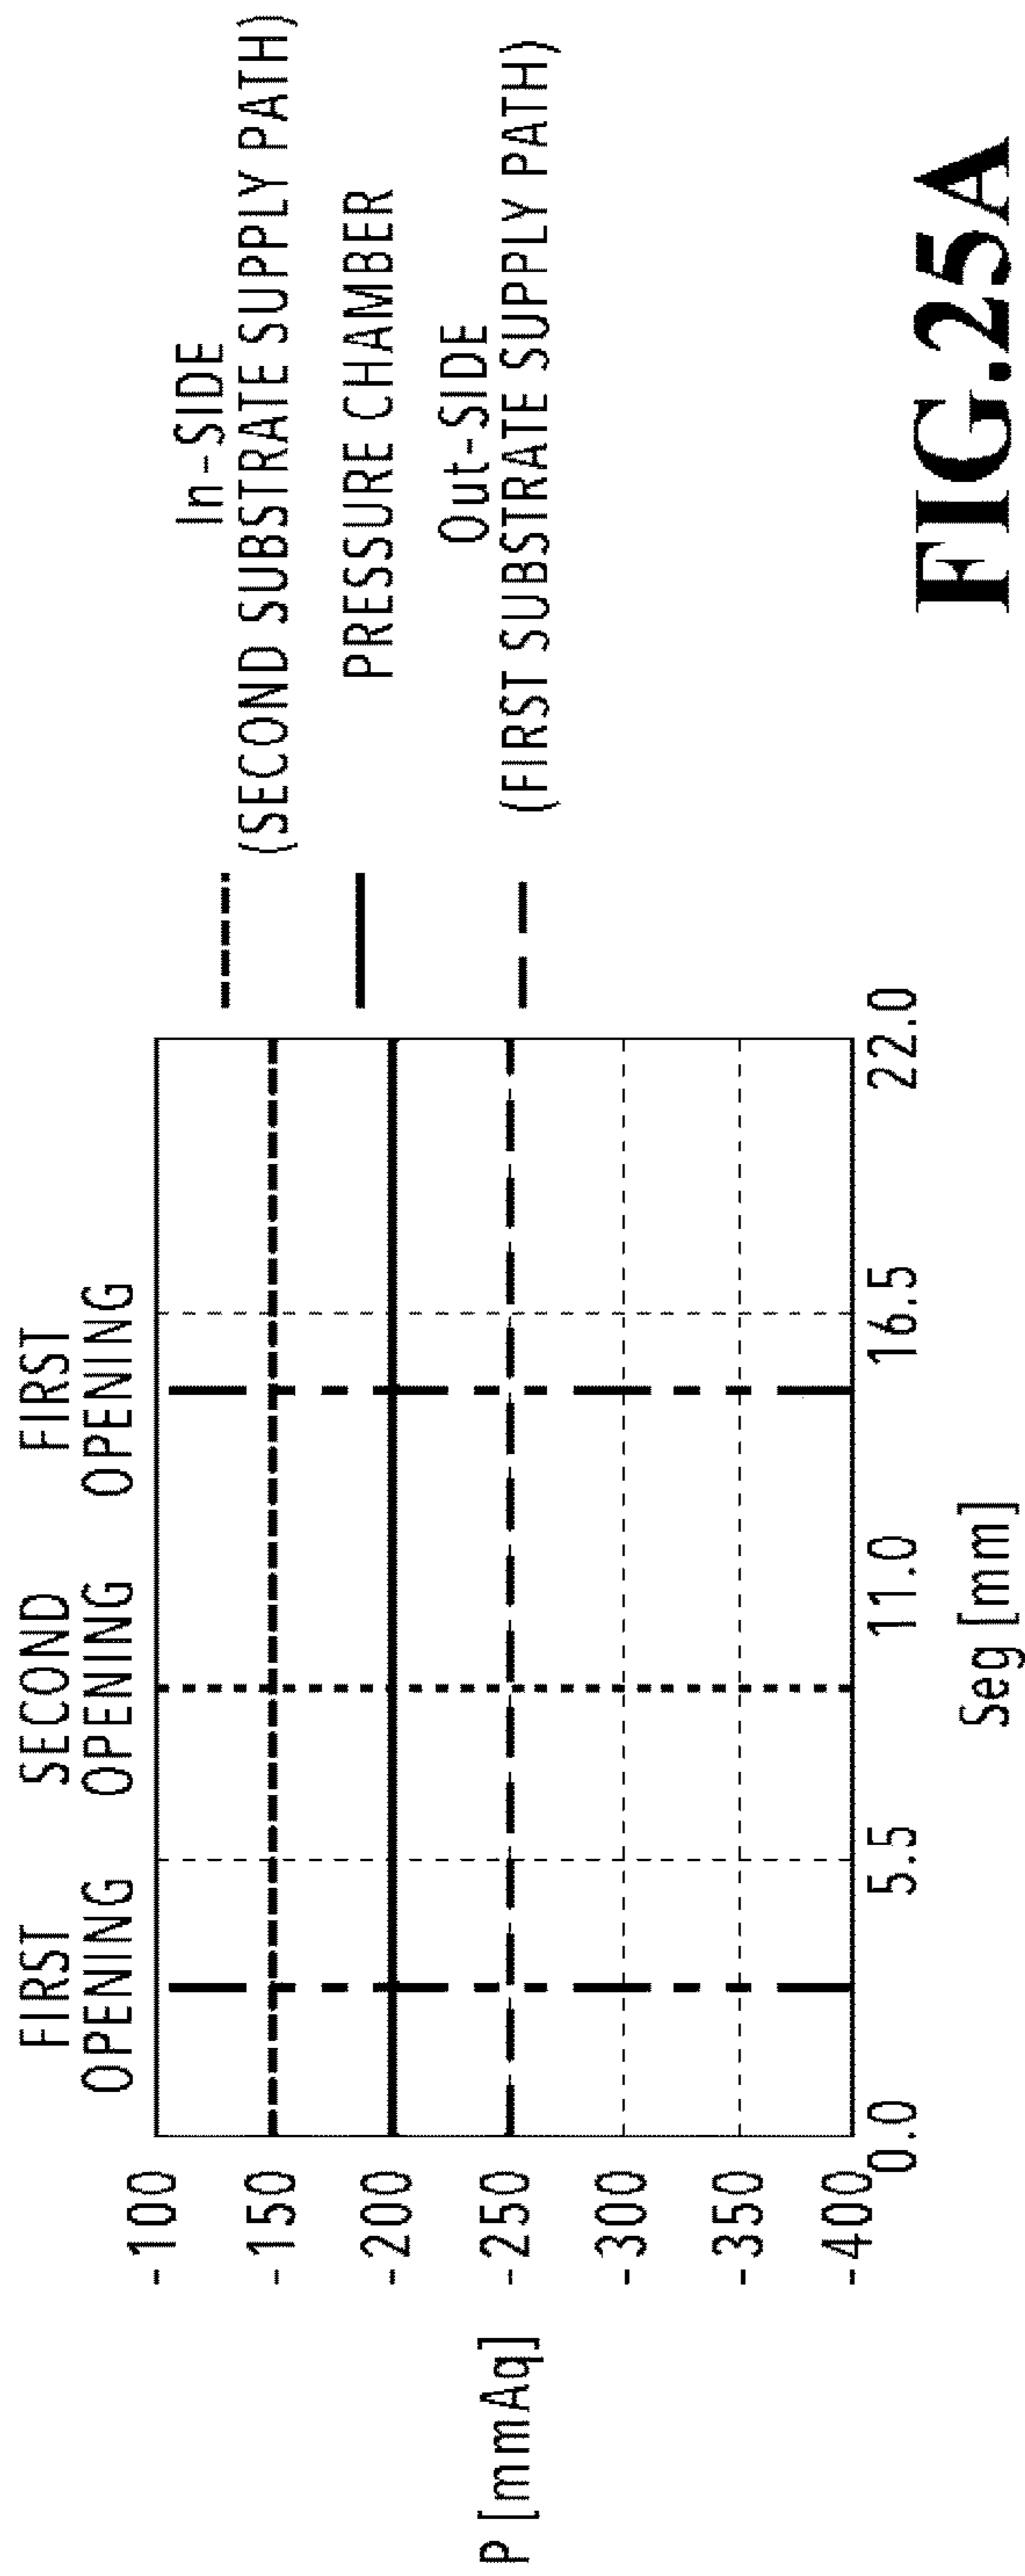 FIRST
OPENING
SECOND
OPENING
FIRST
OPENING
P [mmAq]
-100
-150
-200
-250
-300
-350
-400
0.0
5.5
11.0
16.5
22.0
Seg [mm]
In-SIDE
(SECOND SUBSTRATE SUPPLY PATH)
PRESSURE CHAMBER
Out-SIDE
(FIRST SUBSTRATE SUPPLY PATH)
FIG.25A